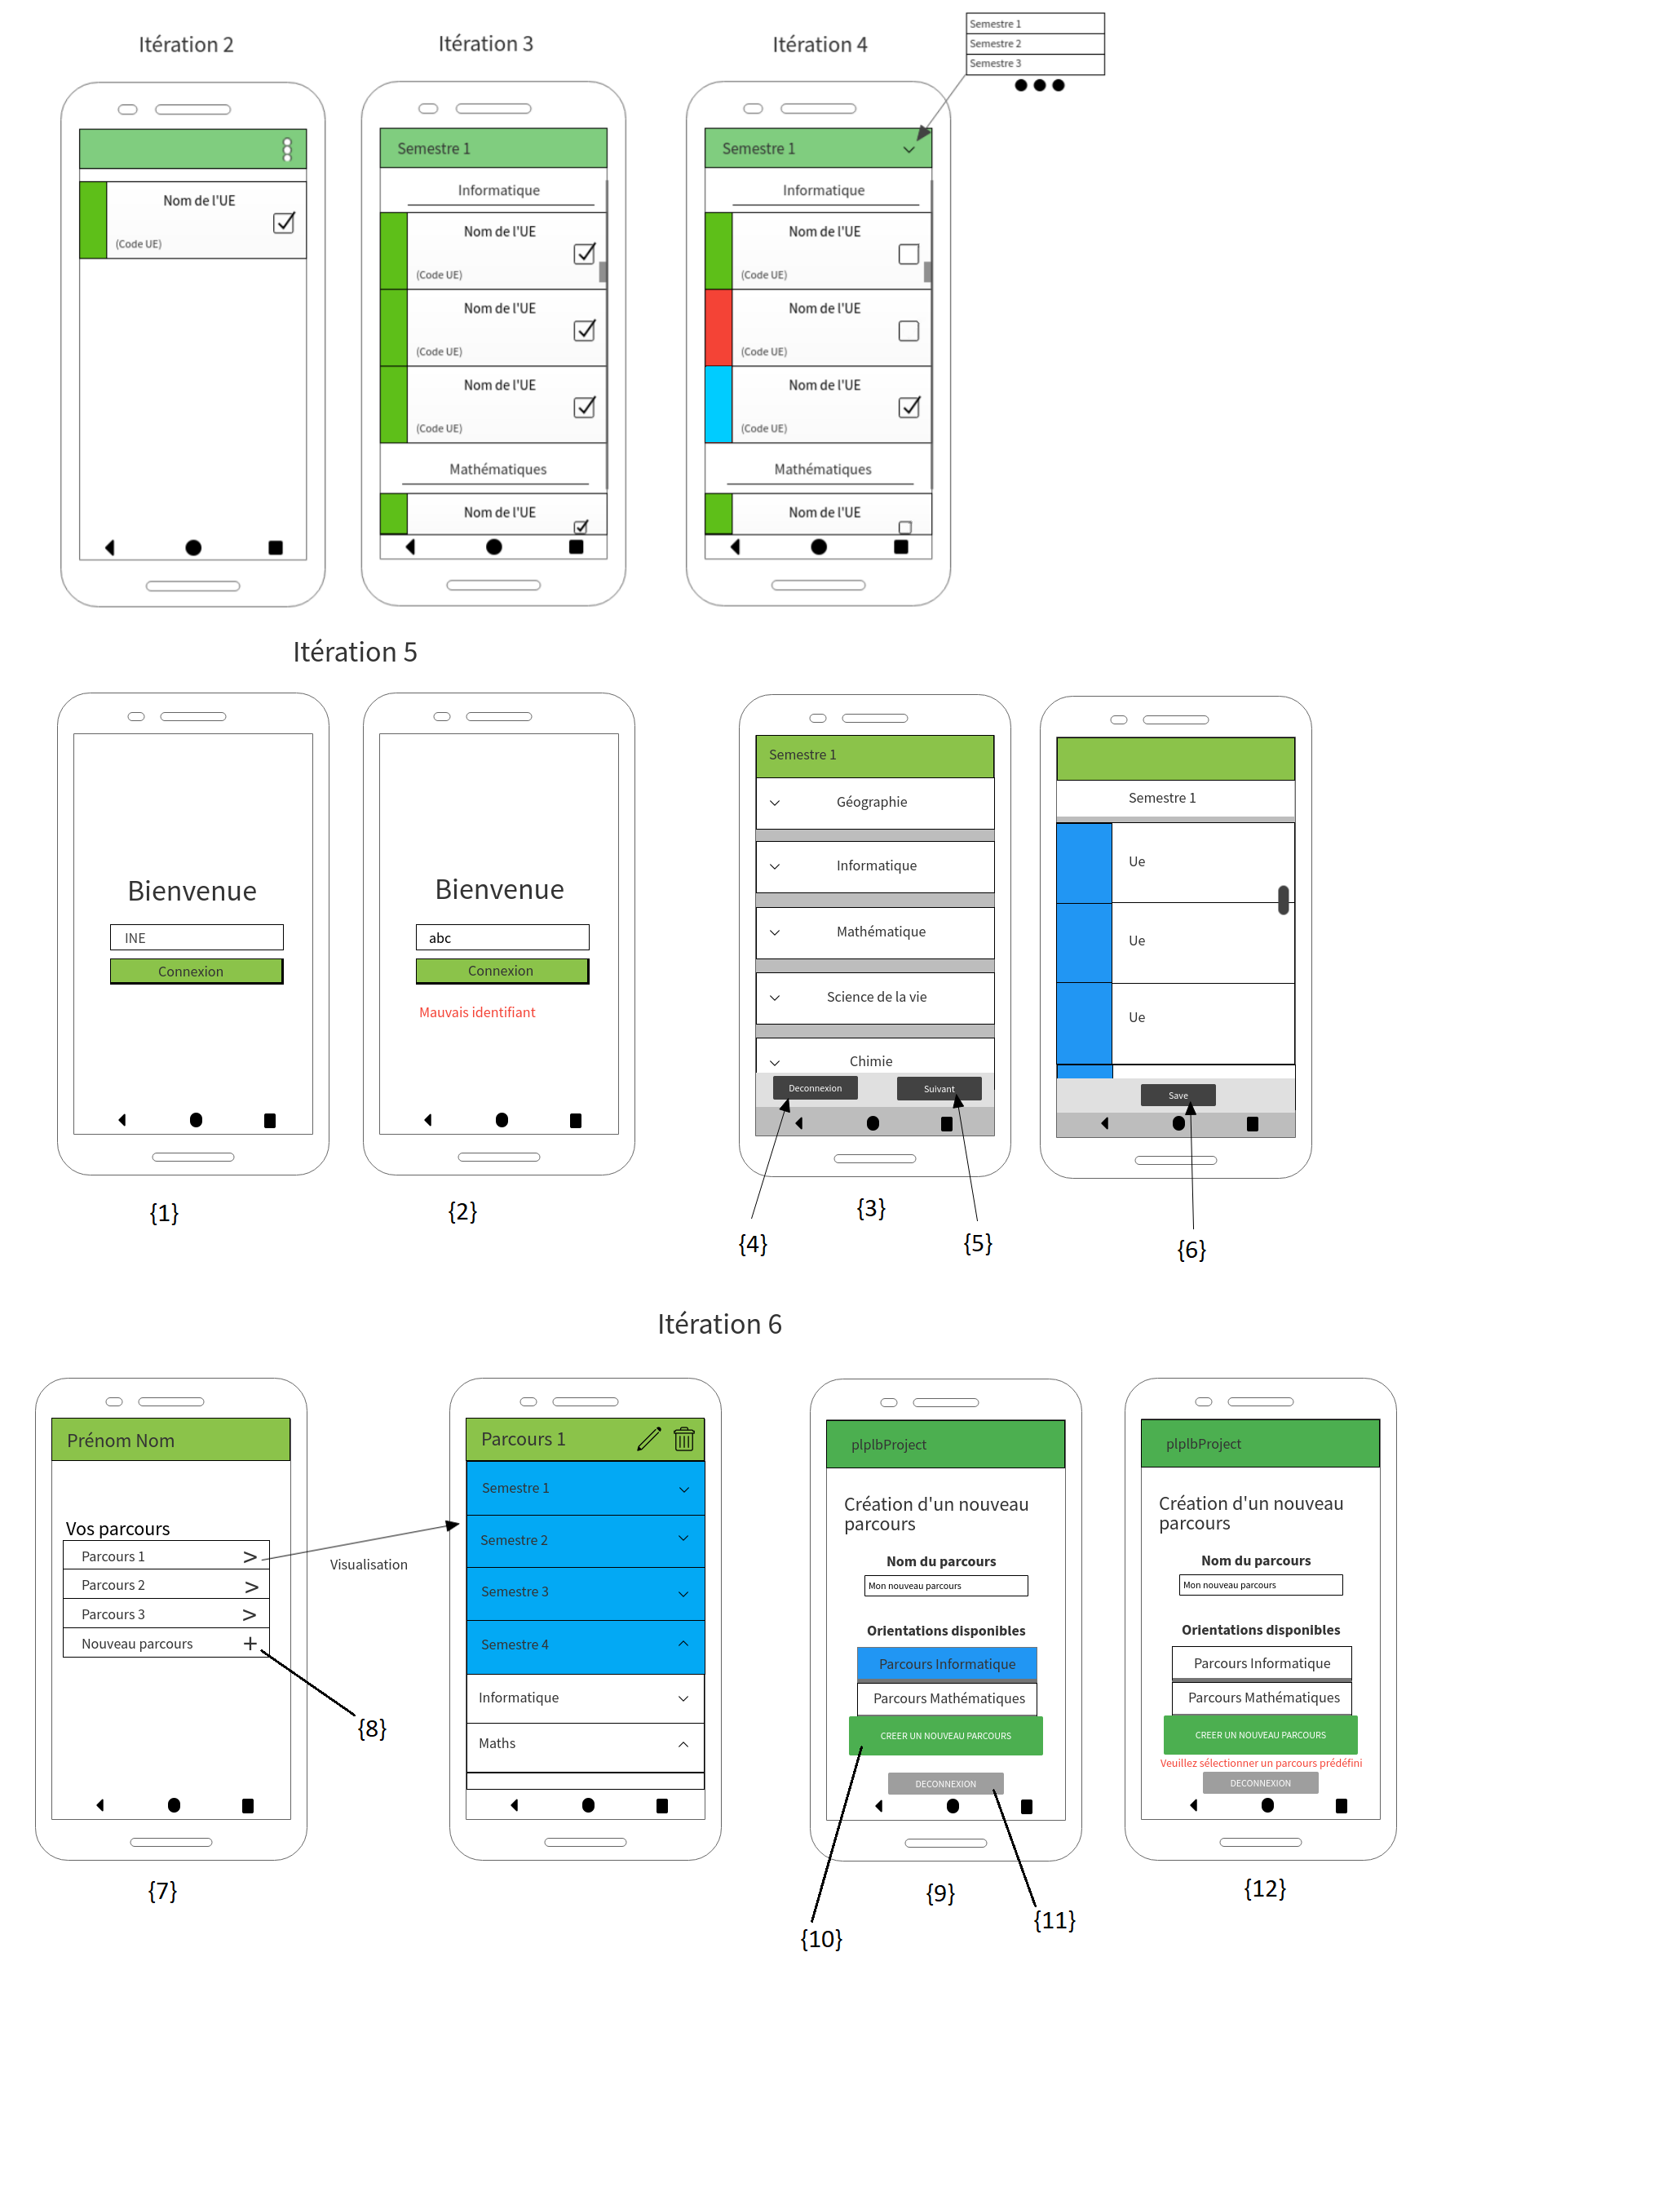 Itération 2
Nom de l'UE
(Code UE)
Itération 3
Semestre 1
Informatique
Nom de l'UE
(Code UE)
Nom de l'UE
(Code UE)
Nom de l'UE
(Code UE)
Mathématiques
Nom de l'UE
Itération 4
Semestre 1
Semestre 2
Semestre 3
Semestre 1
Informatique
Nom de l'UE
(Code UE)
Nom de l'UE
(Code UE)
Nom de l'UE
(Code UE)
Mathématiques
Nom de l'UE
Itération 5
Bienvenue
INE
Connexion
{1}
Bienvenue
abc
Connexion
Mauvais identifiant
{2}
Semestre 1
Géographie
Informatique
Mathématique
Science de la vie
Chimie
Deconnexion
Suivant
{3}
{4}
{5}
Semestre 1
Ue
Ue
Ue
Save
{6}
Itération 6
Prénom Nom
Vos parcours
Parcours 1 >
Parcours 2 >
Parcours 3 >
Nouveau parcours +
{7}
{8}
Visualisation
Parcours 1
Semestre 1
Semestre 2
Semestre 3
Semestre 4
Informatique
Maths
plplbProject
Création d'un nouveau
parcours
Nom du parcours
Mon nouveau parcours
Orientations disponibles
Parcours Informatique
Parcours Mathématiques
CREER UN NOUVEAU PARCOURS
DECONNEXION
{9}
{10}
{11}
plplbProject
Création d'un nouveau
parcours
Nom du parcours
Mon nouveau parcours
Orientations disponibles
Parcours Informatique
Parcours Mathématiques
CREER UN NOUVEAU PARCOURS
Veuillez sélectionner un parcours prédéfini
DECONNEXION
{12}